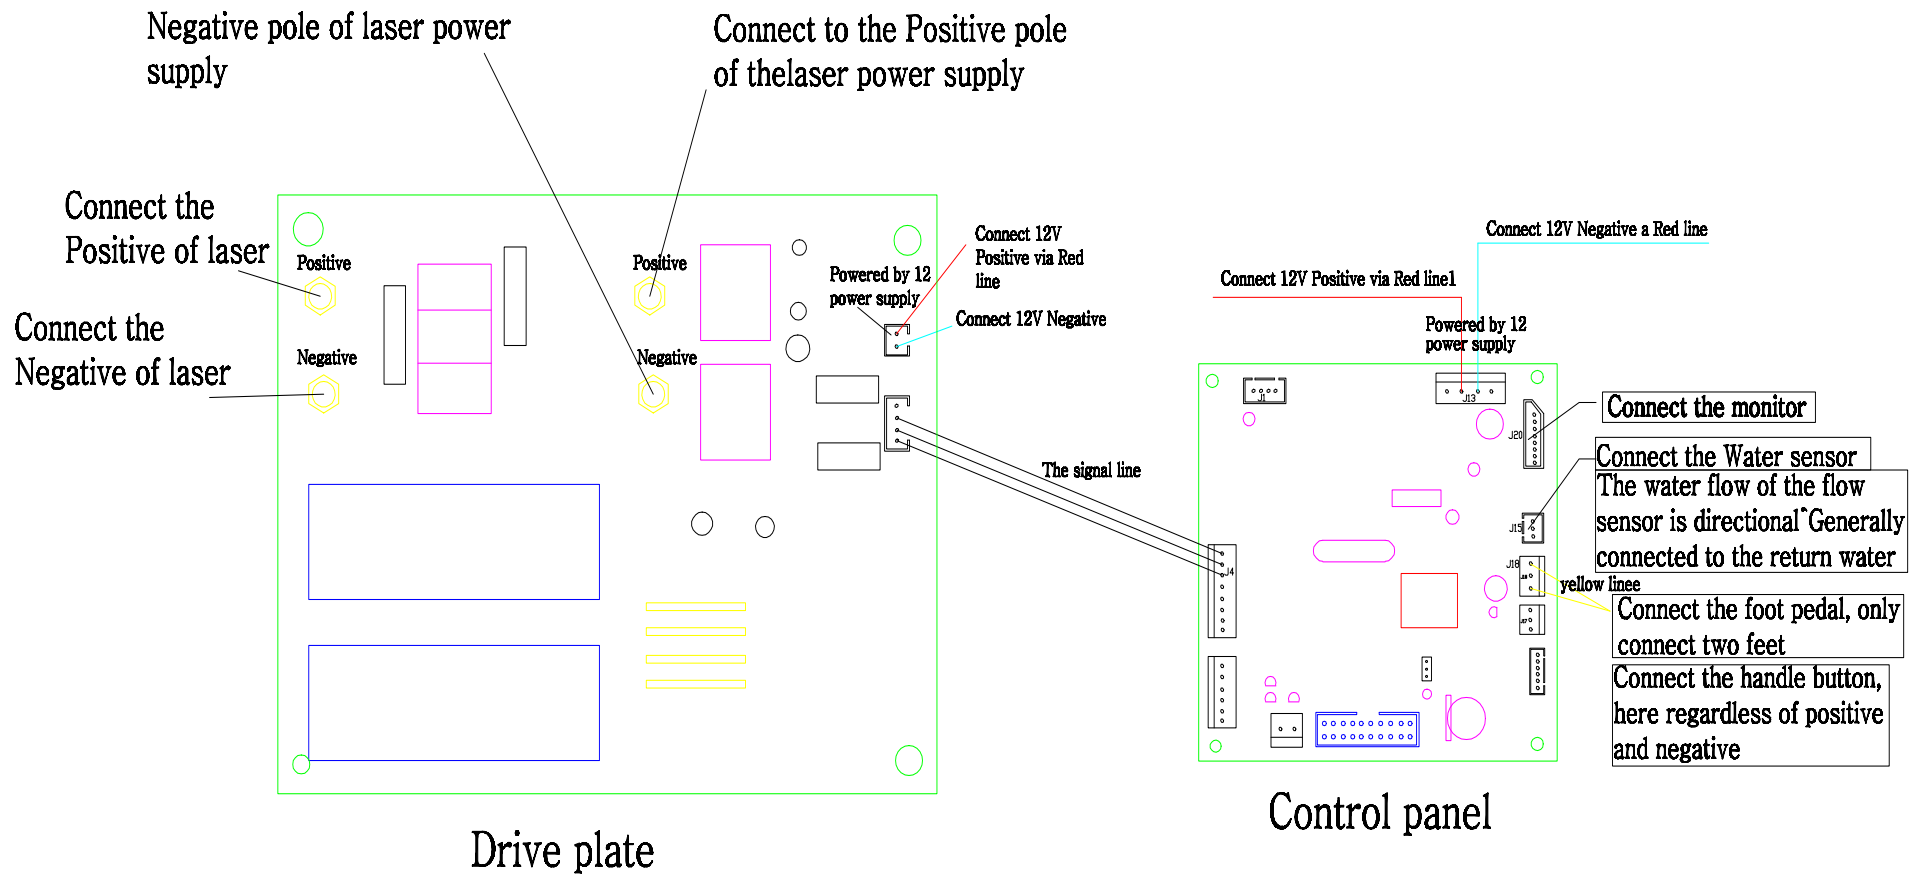 Negative pole of laser power
supply
Connect to the Positive pole
of thelaser power supply
Connect the
Positive of laser
Connect the
Negative of laser
Positive
Negative
Positive
Negative
Powered by 12
power supply
Connect 12V
Positive via Red
line
Connect 12V Negative
The signal line
Drive plate
Connect 12V Negative a Red line
Connect 12V Positive via Red line1
Powered by 12
power supply
J1
J13
J20
J15
J18
J4
Connect the monitor
Connect the Water sensor
The water flow of the flow
sensor is directional`Generally
connected to the return water
yellow linee
Connect the foot pedal, only
connect two feet
Connect the handle button,
here regardless of positive
and negative
Control panel